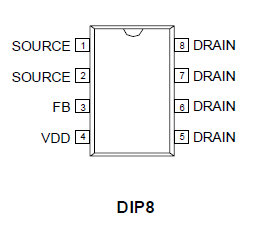 SOURCE 1 8 DRAIN
SOURCE 2 7 DRAIN
FB 3 6 DRAIN
VDD 4 5 DRAIN
DIP8